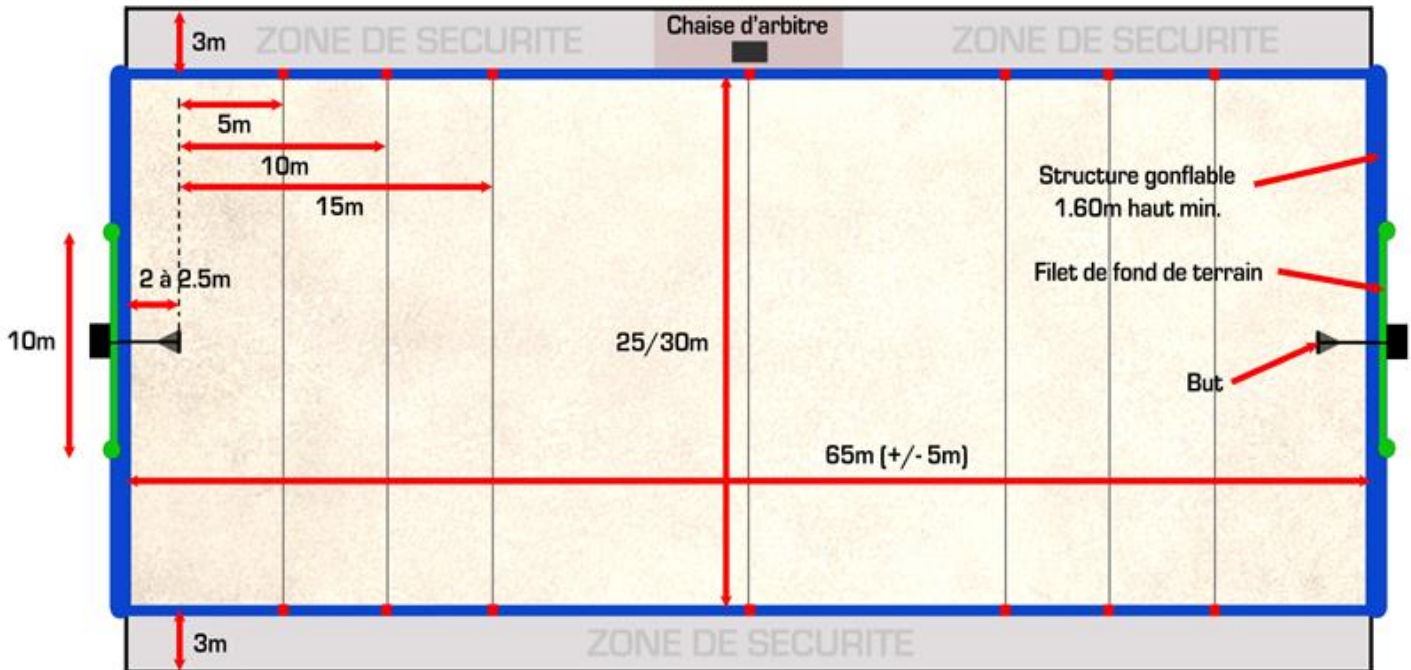 Chaise d'arbitre
3m
ZONE DE SECURITE
ZONE DE SECURITE
5m
10m
15m
Structure gonflable
1.60m haut min.
2 à 2.5m
Filet de fond de terrain
10m
25/30m
But
65m (+/- 5m)
3m
ZONE DE SECURITE